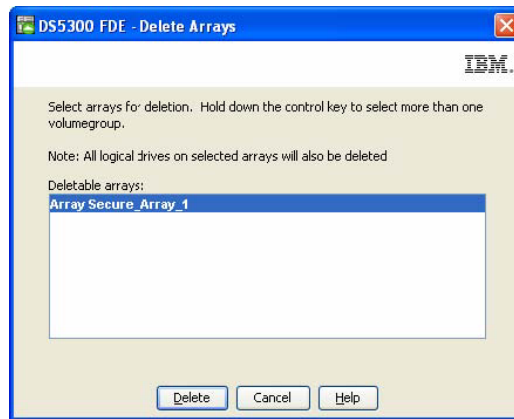 DS5300 FDE - Delete Arrays
IBM.
Select arrays for deletion. Hold down the control key to select more than one
volumegroup.
Note: All logical drives on selected arrays will also be deleted
Deletable arrays:
Array Secure_Array_1
Delete Cancel Help